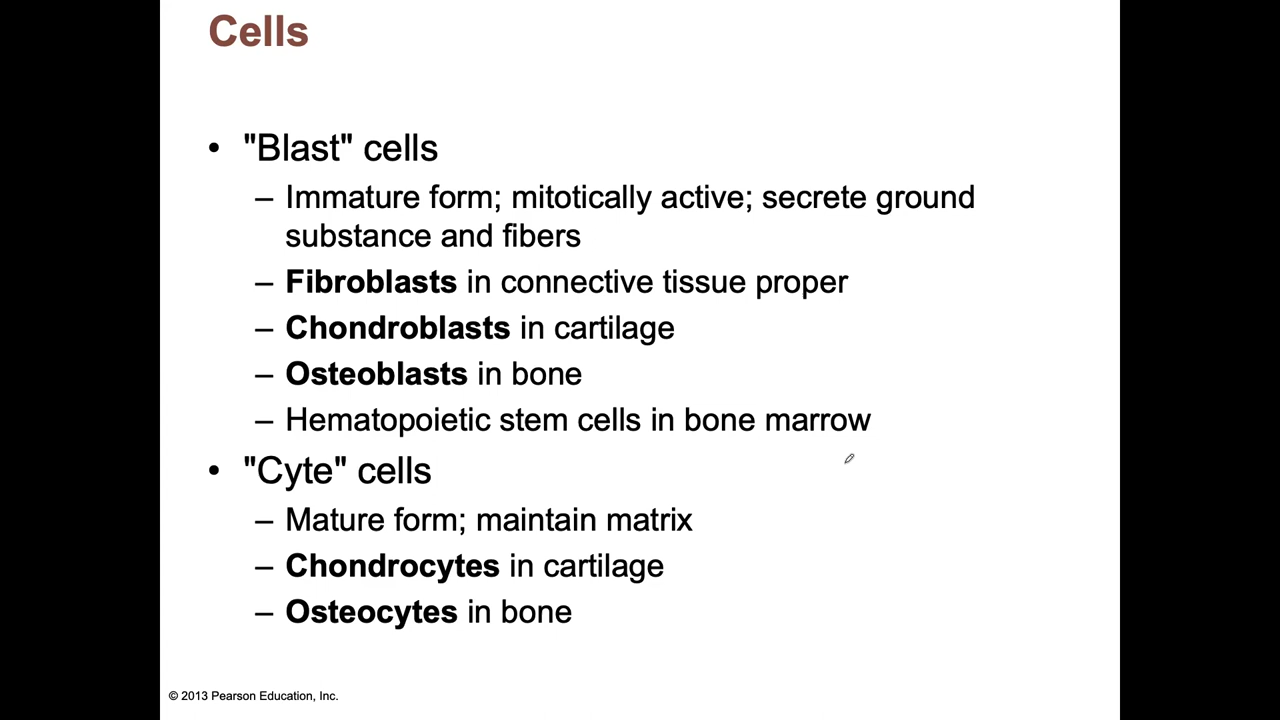 Cells
• "Blast" cells
– Immature form; mitotically active; secrete ground
substance and fibers
– Fibroblasts in connective tissue proper
– Chondroblasts in cartilage
– Osteoblasts in bone
– Hematopoietic stem cells in bone marrow
• "Cyte" cells
– Mature form; maintain matrix
– Chondrocytes in cartilage
– Osteocytes in bone
© 2013 Pearson Education, Inc.